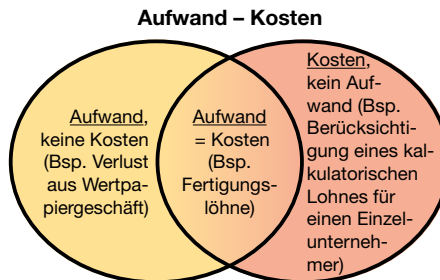 Aufwand – Kosten
Aufwand,
keine Kosten
(Bsp. Verlust
aus Wertpa-
piergeschäft)
Aufwand
= Kosten
(Bsp.
Fertigungs-
löhne)
Kosten,
kein Auf-
wand (Bsp.
Berücksichti-
gung eines kal-
kulatorischen
Lohnes für
einen Einzel-
unterneh-
mer)